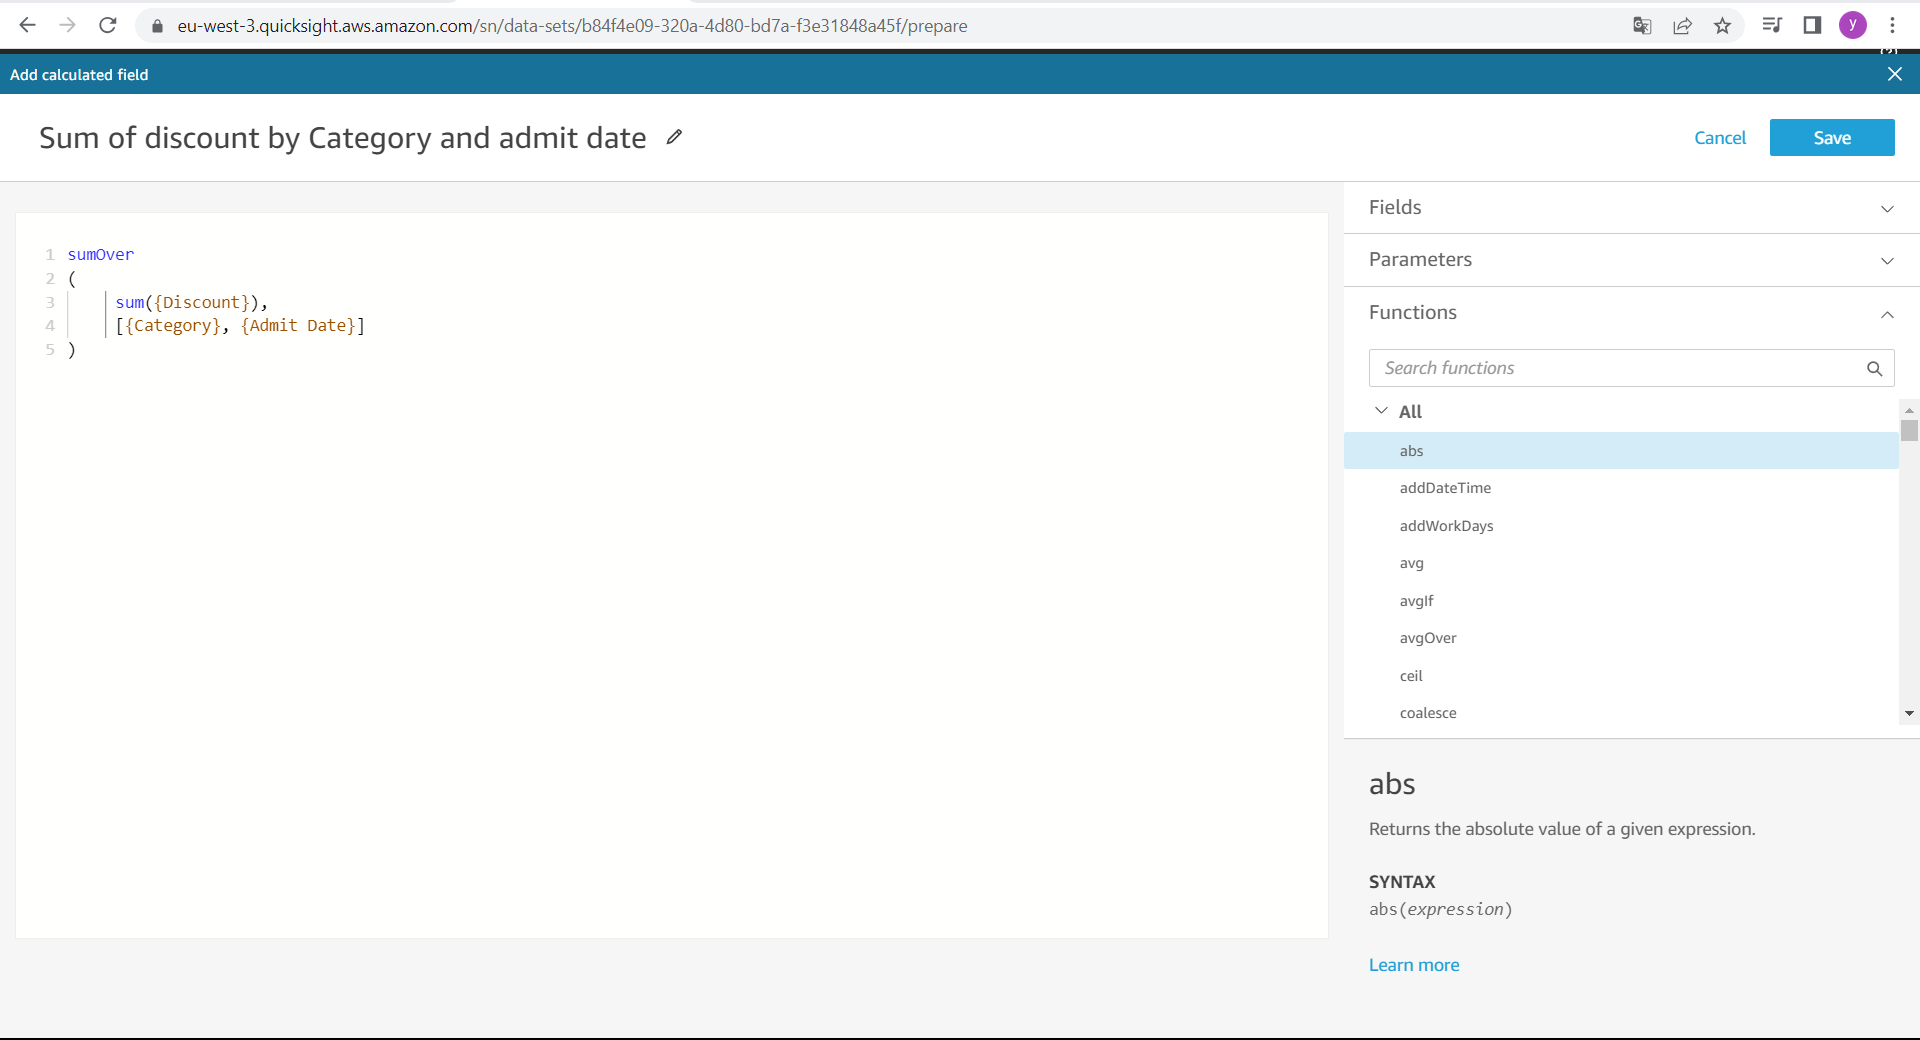 eu-west-3.quicksight.aws.amazon.com/sn/data-sets/b84f4e09-320a-4d80-bd7a-f3e31848a45f/prepare
y
Add calculated field
Sum of discount by Category and admit date
Cancel
Save
1 sumOver
2 (
3 sum({Discount}),
4 [{Category}, {Admit Date}]
5 )
Fields
Parameters
Functions
Search functions
All
abs
addDateTime
addWorkDays
avg
avgIf
avgOver
ceil
coalesce
abs
Returns the absolute value of a given expression.
SYNTAX
abs(expression)
Learn more